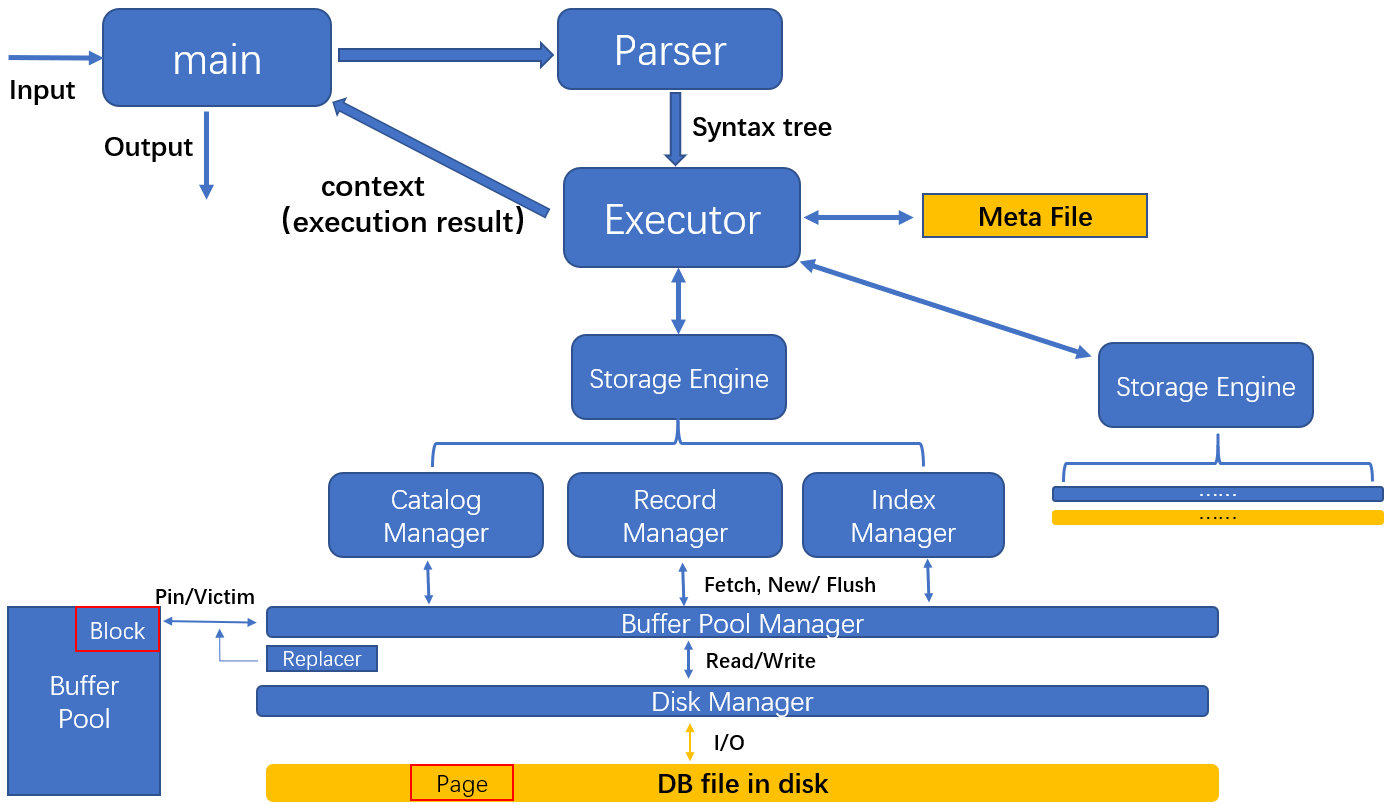 main
Parser
Input
Output
Syntax tree
context
(execution result)
Executor
Meta File
Storage Engine
Storage Engine
Catalog
Manager
Record
Manager
Index
Manager
……
……
Pin/Victim
Fetch, New/ Flush
Block
Buffer
Pool
Buffer Pool Manager
Replacer
Read/Write
Disk Manager
I/O
Page
DB file in disk